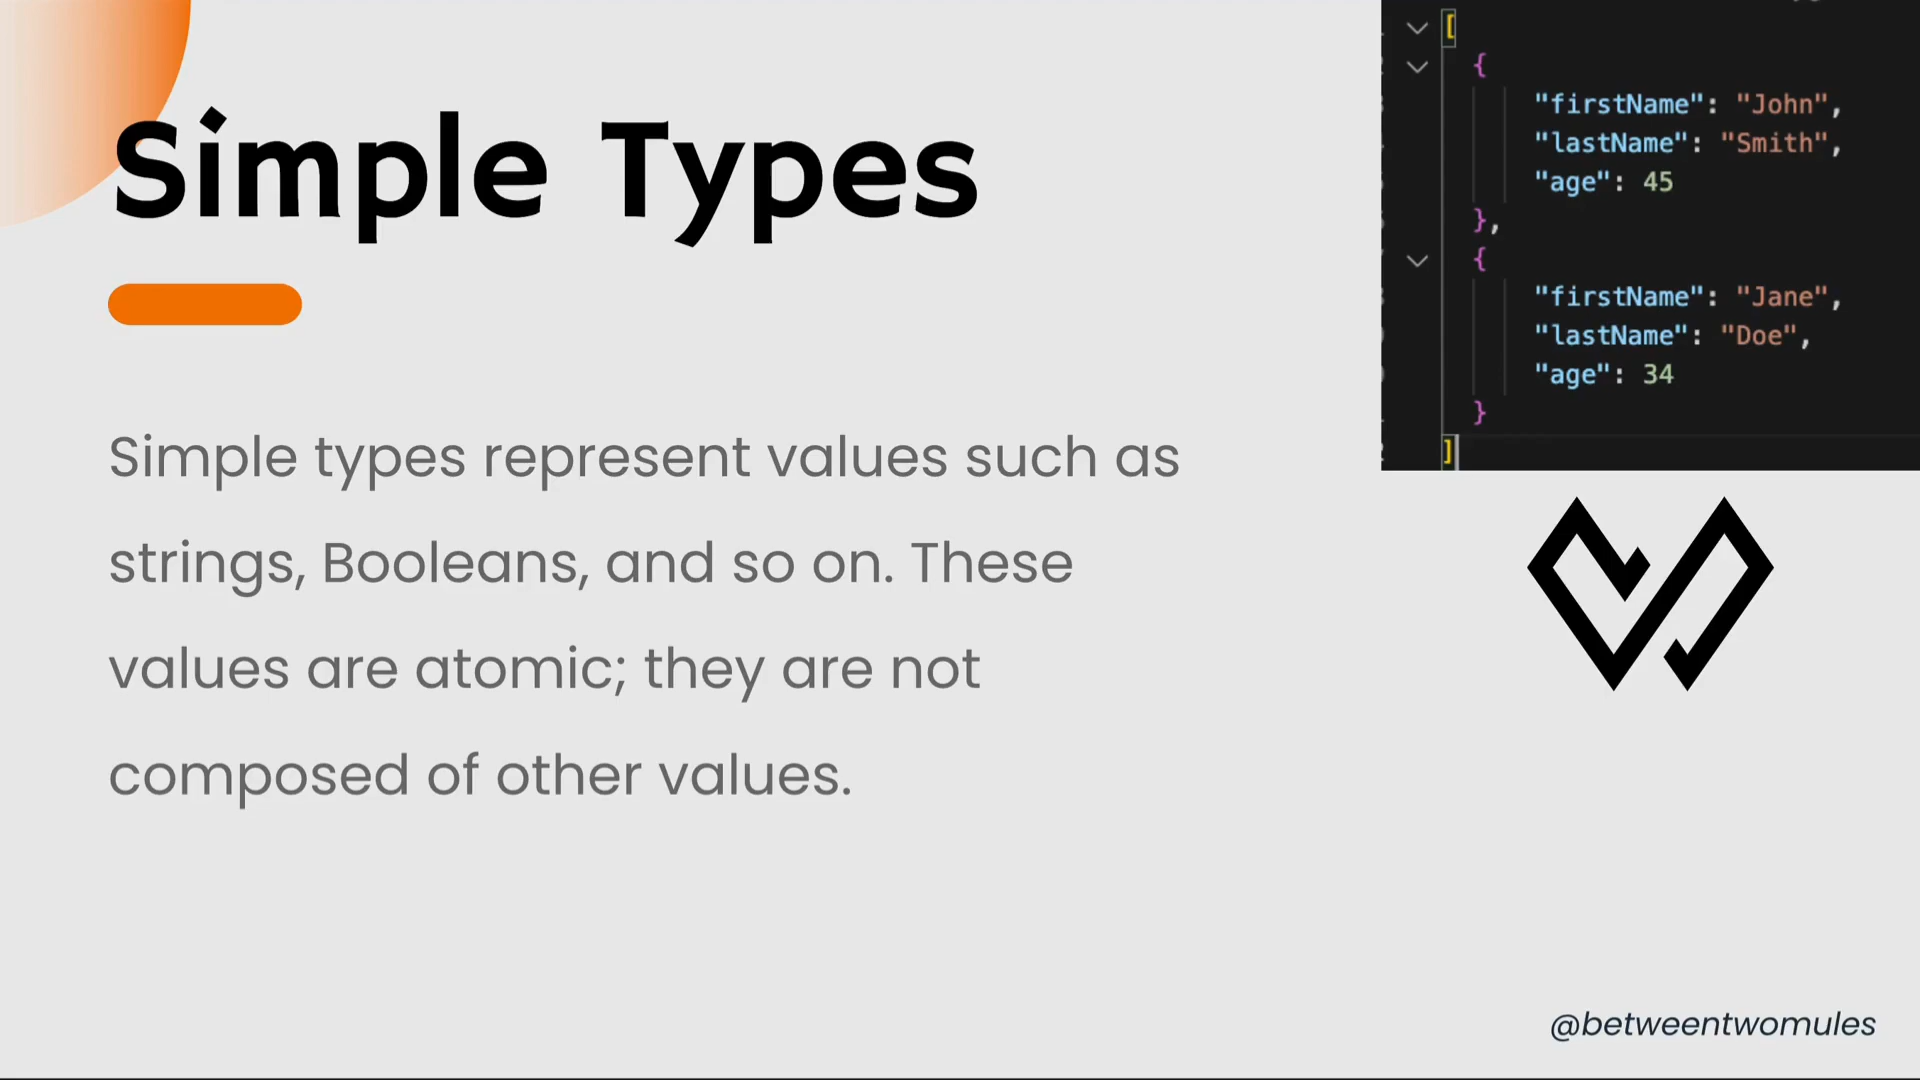 Simple Types
Simple types represent values such as
strings, Booleans, and so on. These
values are atomic; they are not
composed of other values.
[
{
"firstName": "John",
"lastName": "Smith",
"age": 45
},
{
"firstName": "Jane",
"lastName": "Doe",
"age": 34
}
]
@betweentwomules